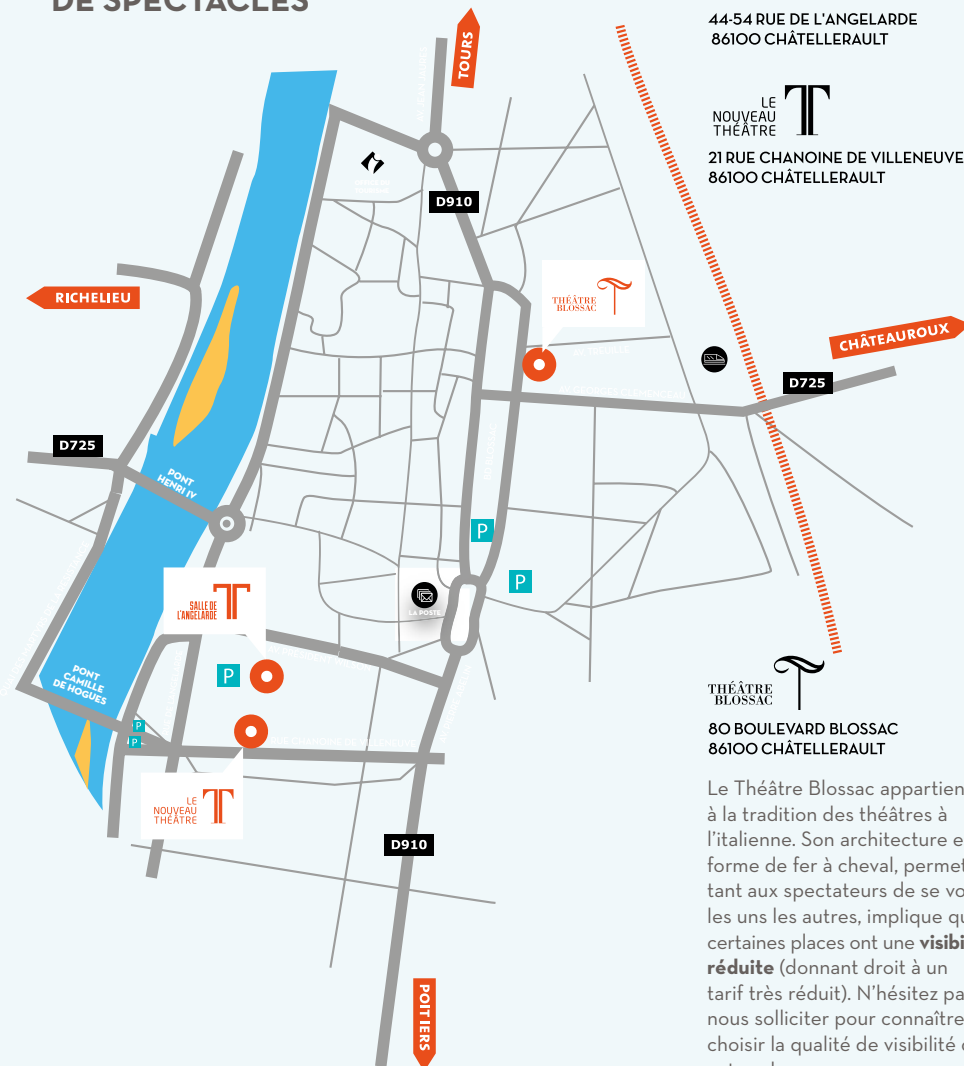 DE SPECTACLES
44-54 RUE DE L'ANGELARDE
86100 CHÂTELLERAULT
TOURS
LE
NOUVEAU
THÉÂTRE
21 RUE CHANOINE DE VILLENEUVE
86100 CHÂTELLERAULT
D910
RICHELIEU
THÉÂTRE
BLOSSAC
CHÂTEAUROUX
D725
D725
PONT
HENRI IV
P
P
SALLE DE
L'ANGELARDE
LA POSTE
P
PONT
CAMILLE
DE HOGUES
P
P
LE
NOUVEAU
THÉÂTRE
D910
POITIERS
THÉÂTRE
BLOSSAC
80 BOULEVARD BLOSSAC
86100 CHÂTELLERAULT
Le Théâtre Blossac appartien
à la tradition des théâtres à
l'italienne. Son architecture e
forme de fer à cheval, permet
tant aux spectateurs de se vo
les uns les autres, implique qu
certaines places ont une visibi
réduite (donnant droit à un
tarif très réduit). N'hésitez pa
nous solliciter pour connaître
choisir la qualité de visibilité